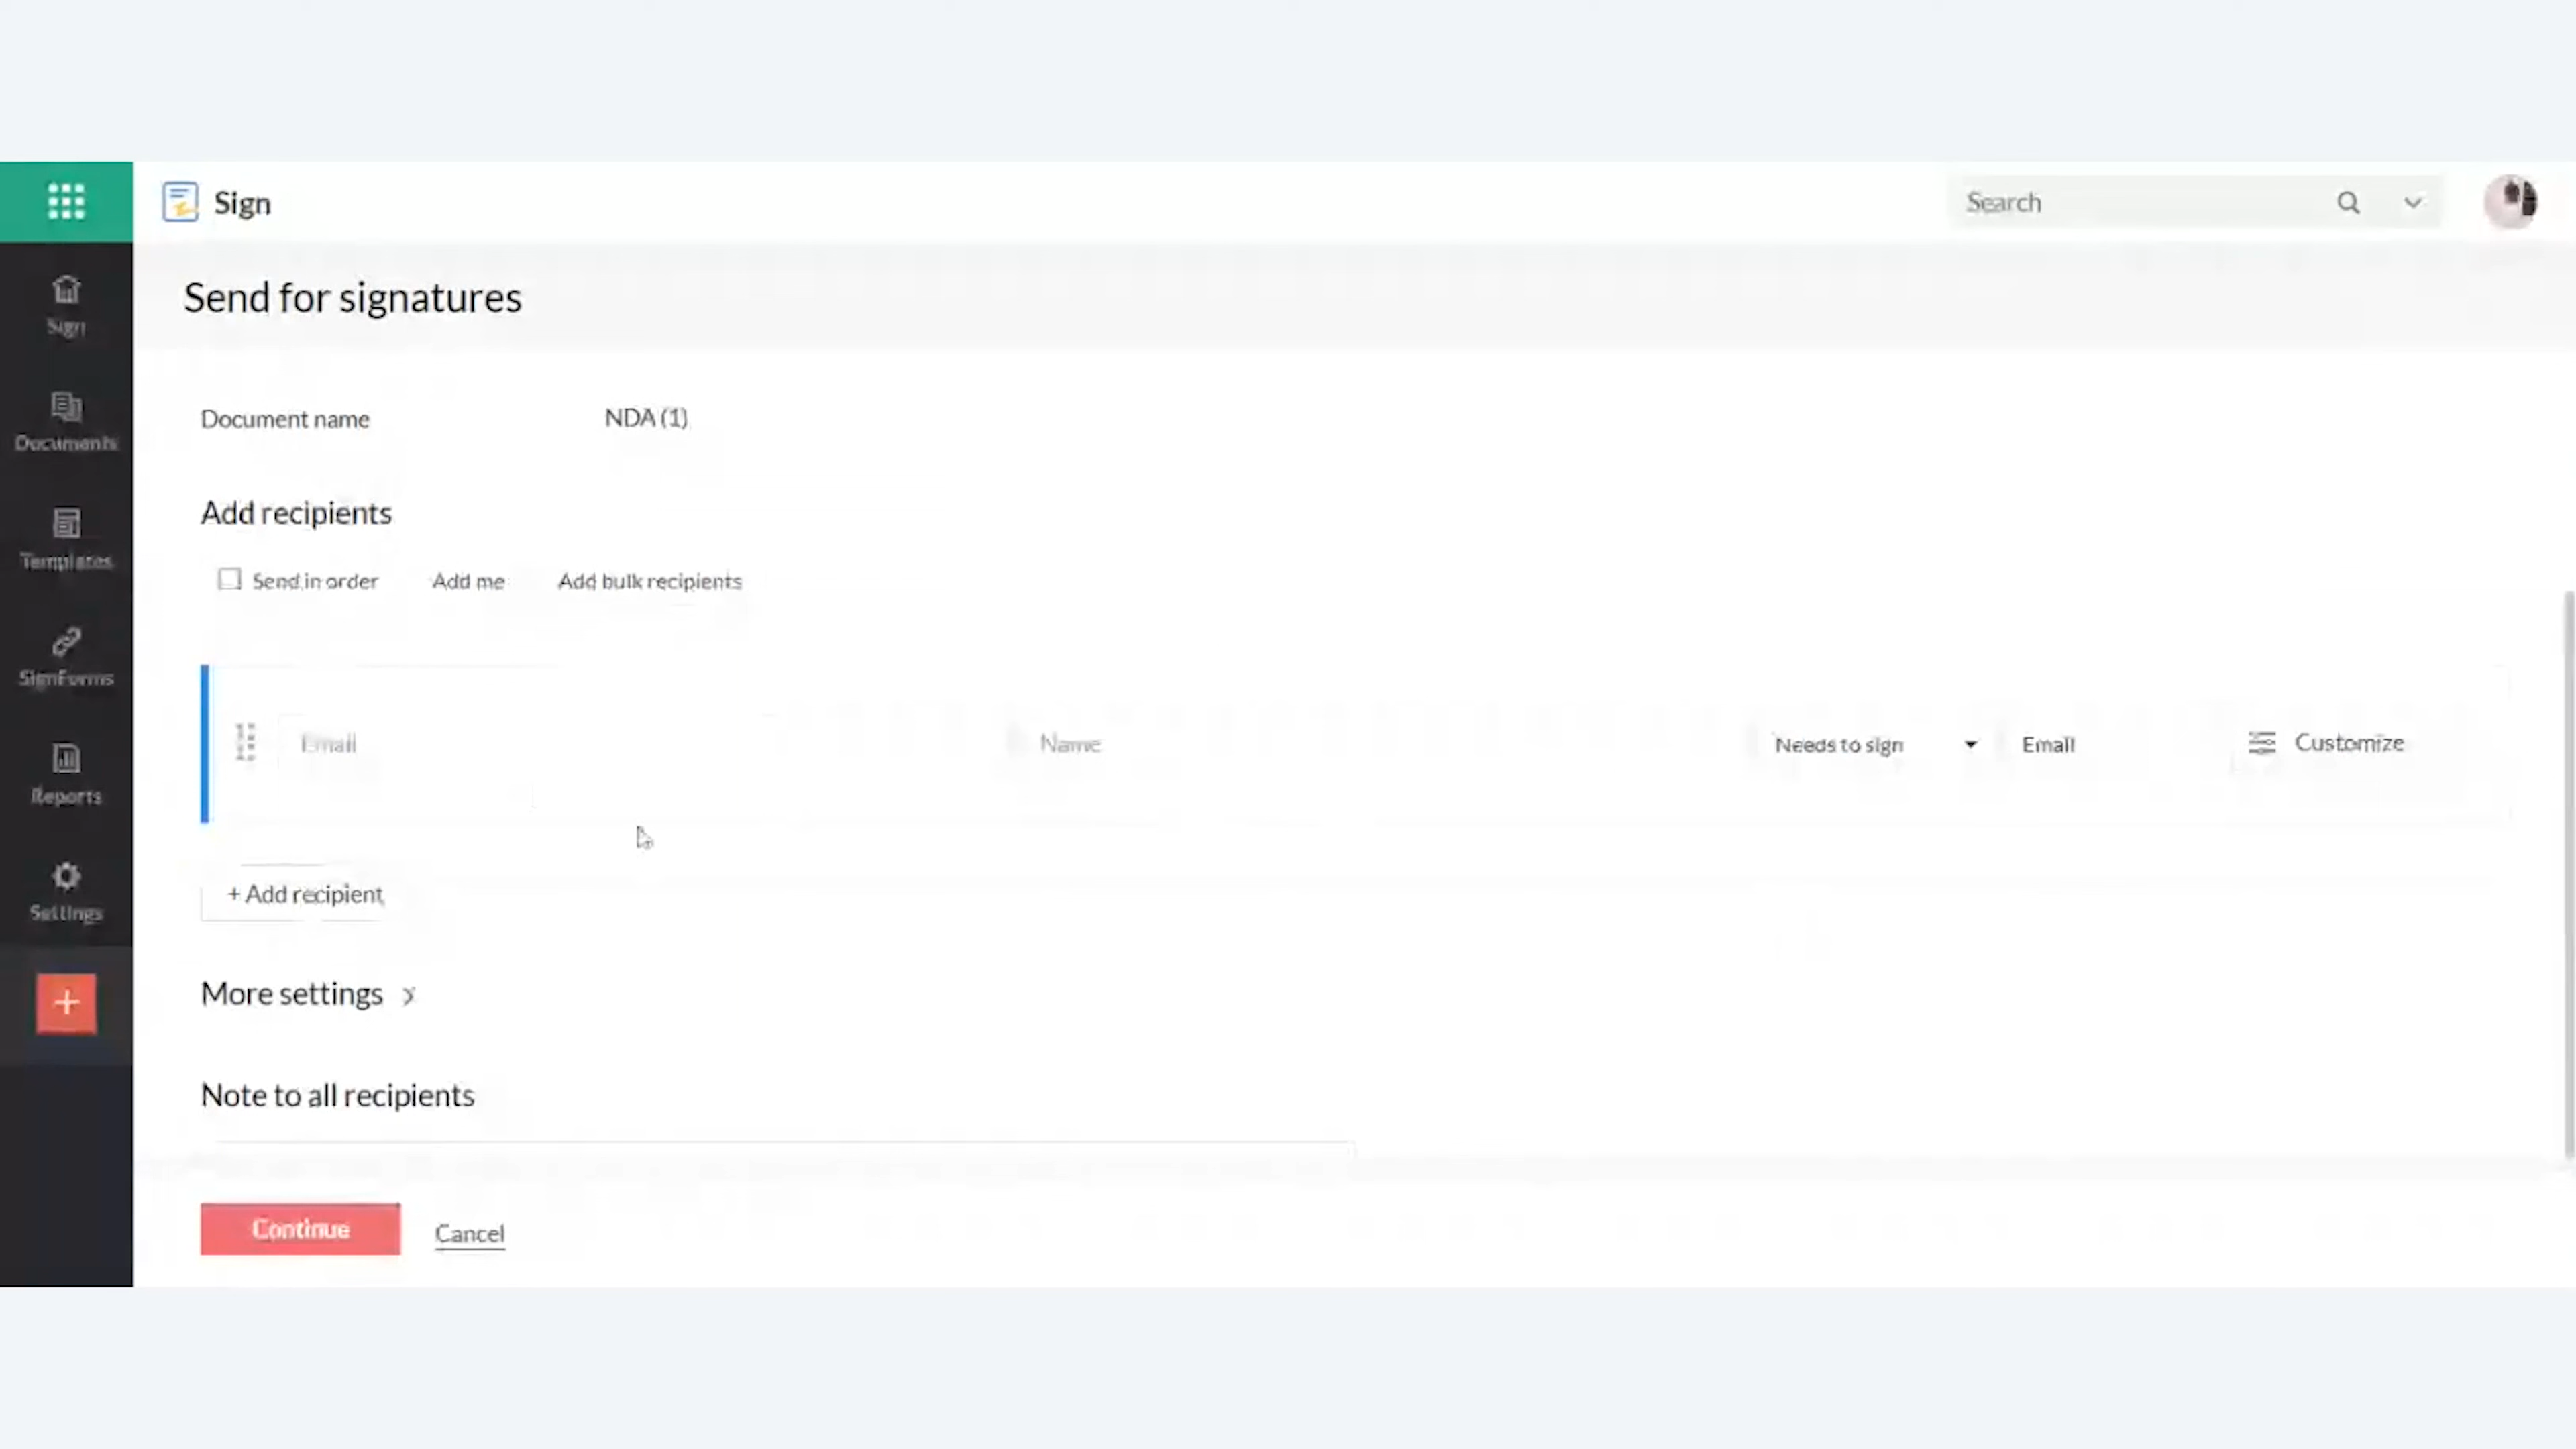 Sign
Search
Sign
Send for signatures
Documents
Document name
NDA (1)
Add recipients
Templates
Send in order
Add me
Add bulk recipients
SignForms
Email
Name
Needs to sign
Email
Customize
Reports
+ Add recipient
Settings
More settings
+
Note to all recipients
Continue
Cancel